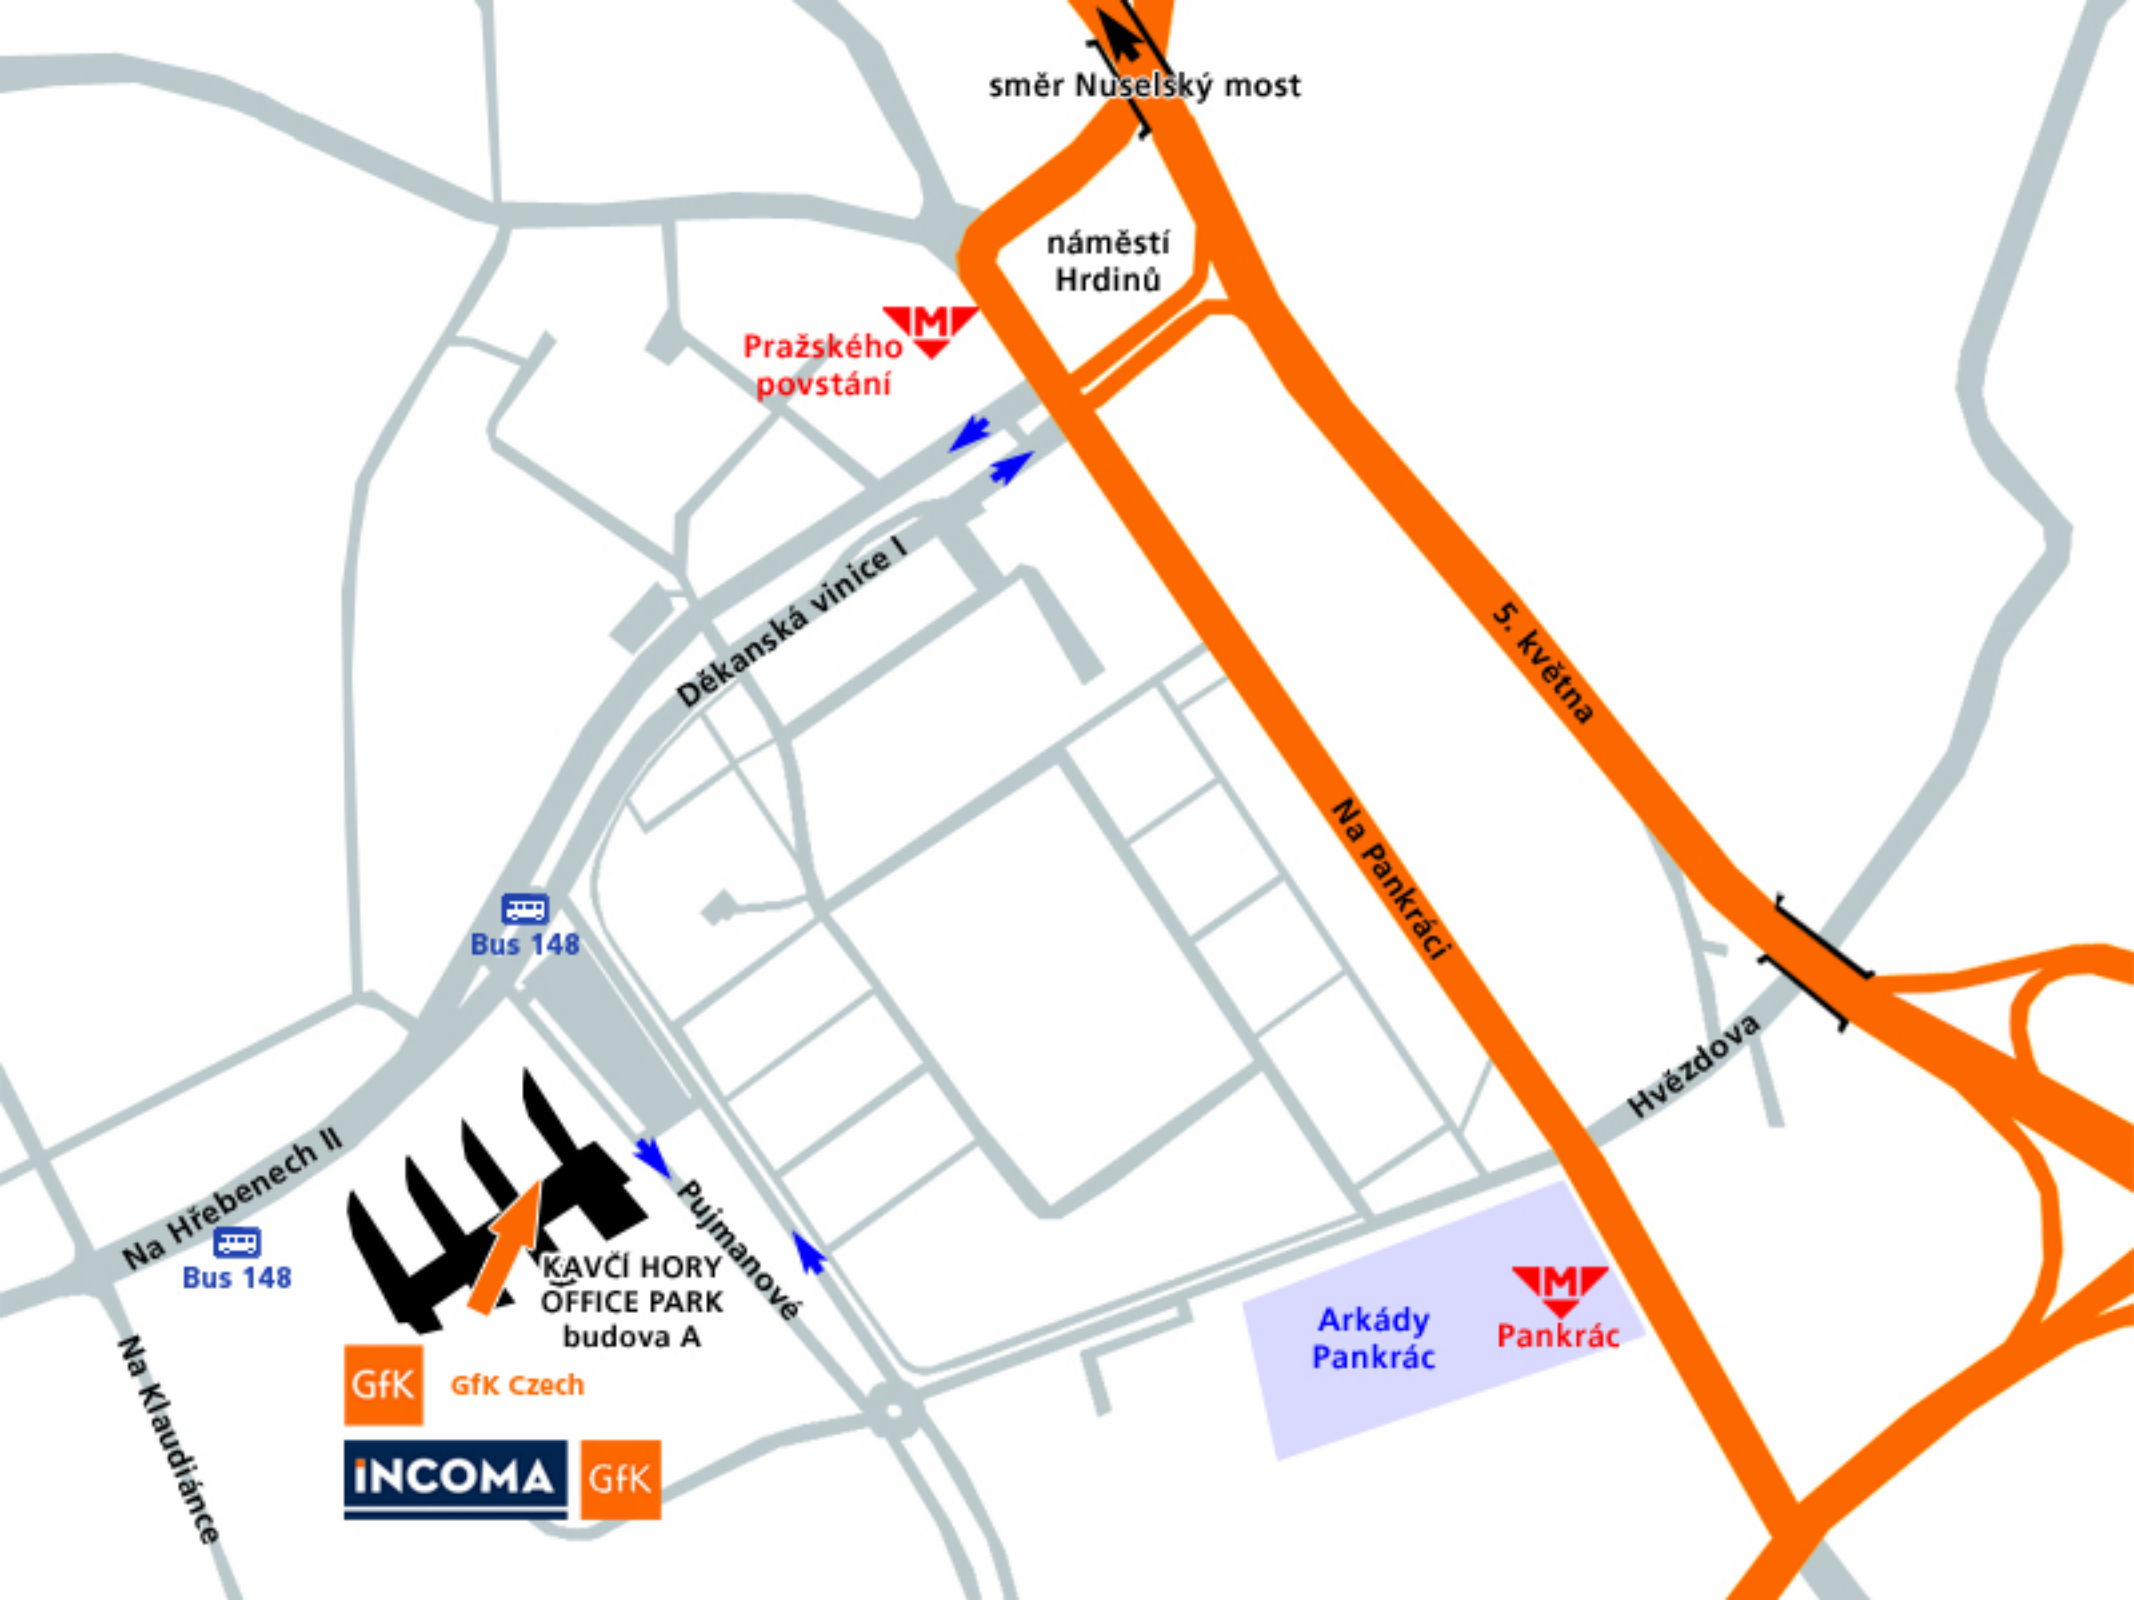 směr Nuselský most
náměstí
Hrdinů
M
Pražského
povstání
Děkanská vinice I
5. května
Na Pankráci
Bus 148
Hvězdova
Na Hřebenech II
Bus 148
Pujmanové
KAVČÍ HORY
OFFICE PARK
budova A
M
Pankrác
Arkády
Pankrác
Na Klaudiánce
GfK
GfK Czech
INCOMA
GfK